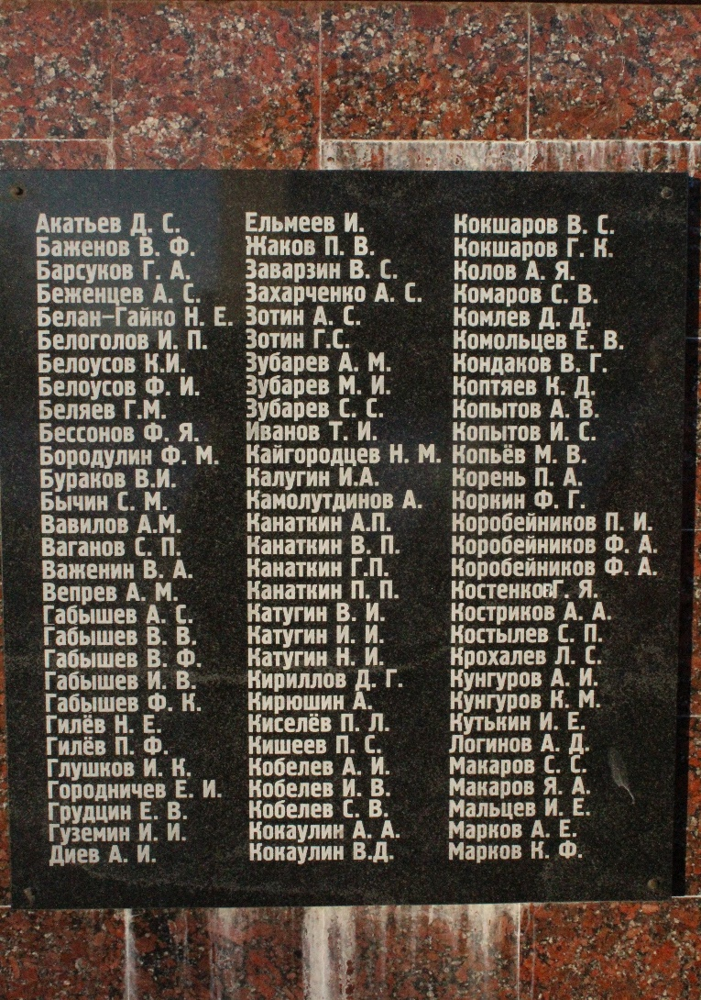 Акатьев Д. С.
Баженов В. Ф.
Барсуков Г. А.
Беженцев А. С.
Белан-Гайко Н. Е.
Белоголов И. П.
Белоусов К.И.
Белоусов Ф. И.
Беляев Г.М.
Бессонов Ф. Я.
Бородулин Ф. М.
Бураков В.И.
Бычин С. М.
Вавилов А.М.
Ваганов С. П.
Важенин В. А.
Вепрев А. М.
Габышев А. С.
Габышев В. В.
Габышев В. Ф.
Габышев И. В.
Габышев Ф. К.
Гилёв Н. Е.
Гилёв П. Ф.
Глушков И. К.
Городничев Е. И.
Грудцин Е. В.
Гуземин И. И.
Диев А. И.
Ельмеев И.
Жаков П. В.
Заварзин В. С.
Захарченко А. С.
Зотин А. С.
Зотин Г.С.
Зубарев А. М.
Зубарев М. И.
Зубарев С. С.
Иванов Т. И.
Кайгородцев Н. М.
Калугин И.А.
Камолутдинов А.
Канаткин А.П.
Канаткин В. П.
Канаткин Г.П.
Канаткин П. П.
Катугин В. И.
Катугин И. И.
Катугин Н. И.
Кириллов Д. Г.
Кирюшин А.
Киселёв П. Л.
Кишеев П. С.
Кобелев А. И.
Кобелев И. В.
Кобелев С. В.
Кокаулин А. А.
Кокаулин В.Д.
Кокшаров В. С.
Кокшаров Г. К.
Колов А. Я.
Комаров С. В.
Комлев Д. Д.
Комольцев Е. В.
Кондаков В. Г.
Коптяев К. Д.
Копытов А. В.
Копытов И. С.
Копьёв М. В.
Корень П. А.
Коркин Ф. Г.
Коробейников П. И.
Коробейников Ф. А.
Коробейников Ф. А.
Костенков Г. Я.
Костриков А. А.
Костылев С. П.
Крохалев Л. С.
Кунгуров А. И.
Кунгуров К. М.
Кутькин И. Е.
Логинов А. Д.
Макаров С. С.
Макаров Я. А.
Мальцев И. Е.
Марков А. Е.
Марков К. Ф.